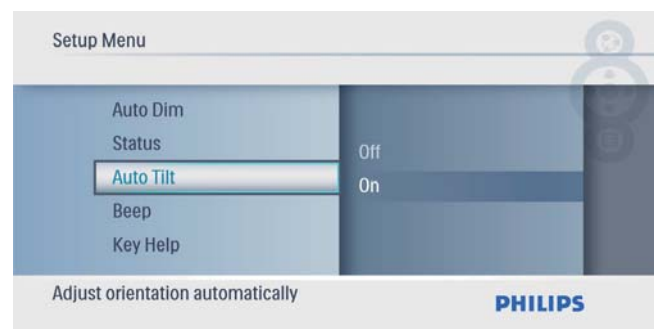 Setup Menu
Auto Dim
Status
Auto Tilt
Beep
Key Help
Off
On
Adjust orientation automatically
PHILIPS